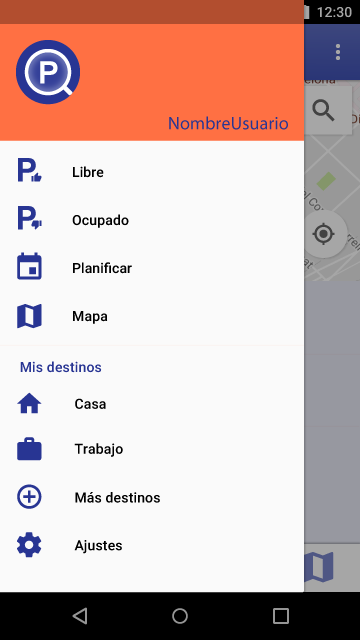 12:30
P
NombreUsuario
P Libre
P Ocupado
Planificar
Mapa
Mis destinos
Casa
Trabajo
Más destinos
Ajustes